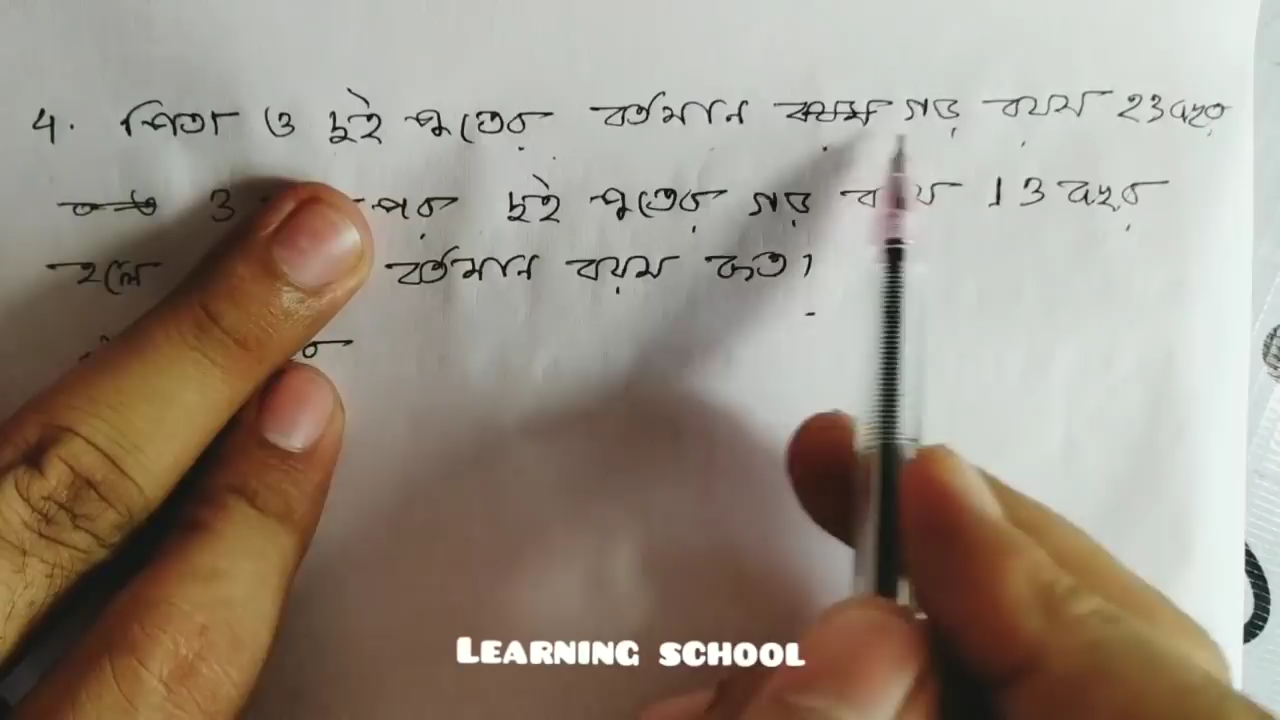 4. পিতা ও দুই পুত্রের বর্তমান গড় বয়স 23 বছর
3 পর দুই পুত্রের গড় বয়স 13 বছর
হলে বর্তমান বয়স কত।
LEARNING SCHOOL